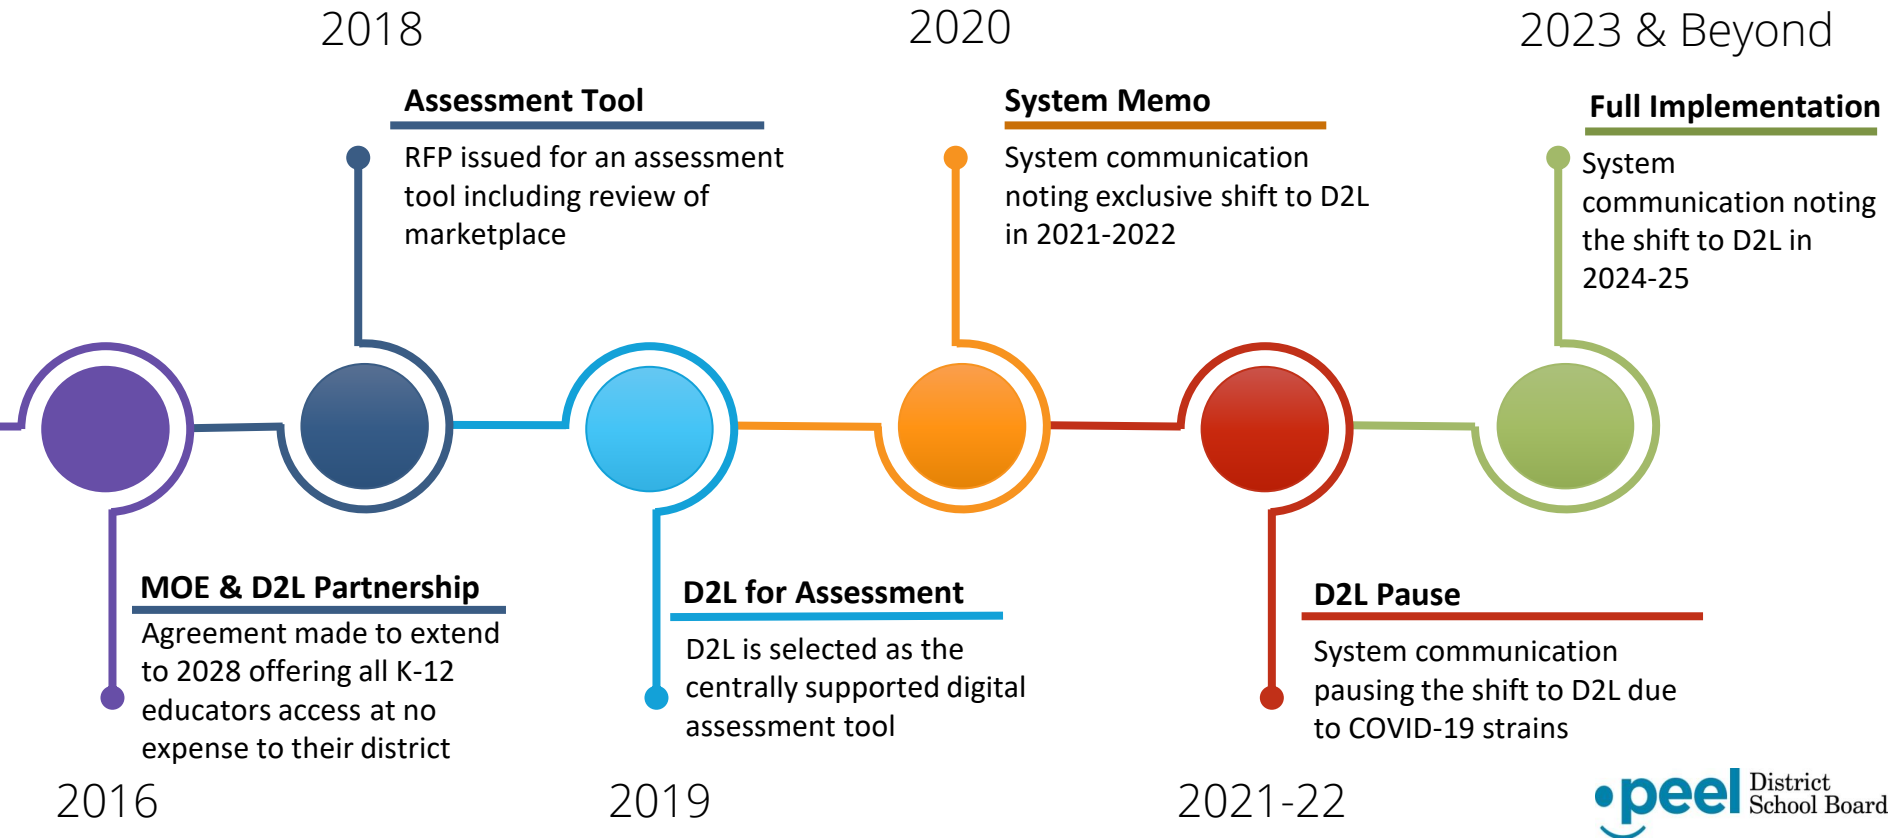 2018
Assessment Tool
RFP issued for an assessment
tool including review of
marketplace
2020
System Memo
System communication
noting exclusive shift to D2L
in 2021-2022
2023 & Beyond
Full Implementation
System
communication noting
the shift to D2L in
2024-25
MOE & D2L Partnership
Agreement made to extend
to 2028 offering all K-12
educators access at no
expense to their district
2016
D2L for Assessment
D2L is selected as the
centrally supported digital
assessment tool
2019
D2L Pause
System communication
pausing the shift to D2L due
to COVID-19 strains
2021-22
peel District
School Board